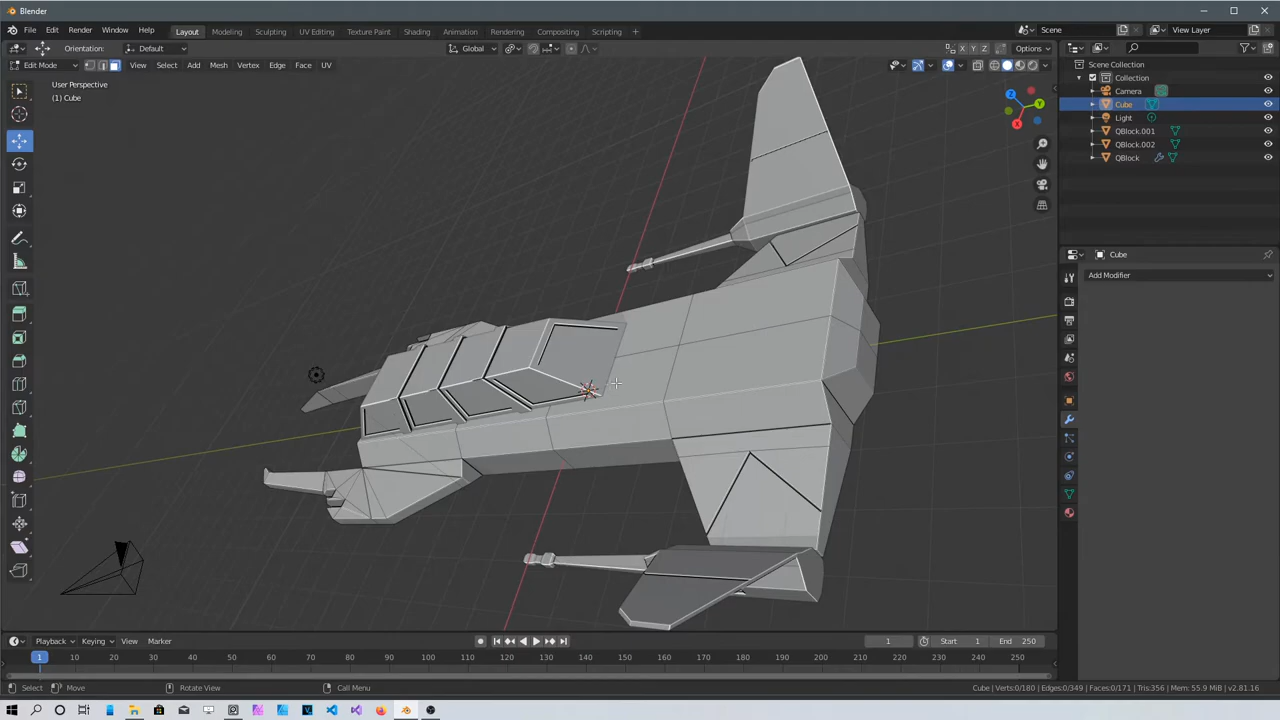 Blender
File Edit Render Window Help Layout Modeling Sculpting UV Editing Texture Paint Shading Animation Rendering Compositing Scripting + Scene View Layer
Orientation: Default Global X Y Z Options
Edit Mode View Select Add Mesh Vertex Edge Face UV
User Perspective
(1) Cube
Z
Y
X
Scene Collection
Collection
Camera
Cube
Light
QBlock.001
QBlock.002
QBlock
Cube
Add Modifier
Playback Keying View Marker 1 Start 1 End 250
1 10 20 30 40 50 60 70 80 90 100 110 120 130 140 150 160 170 180 190 200 210 220 230 240 250
Select Move Rotate View Call Menu Cube | Verts:0/180 | Edges:0/349 | Faces:0/171 | Tris:356 | Mem: 55.9 MiB | v2.81.16